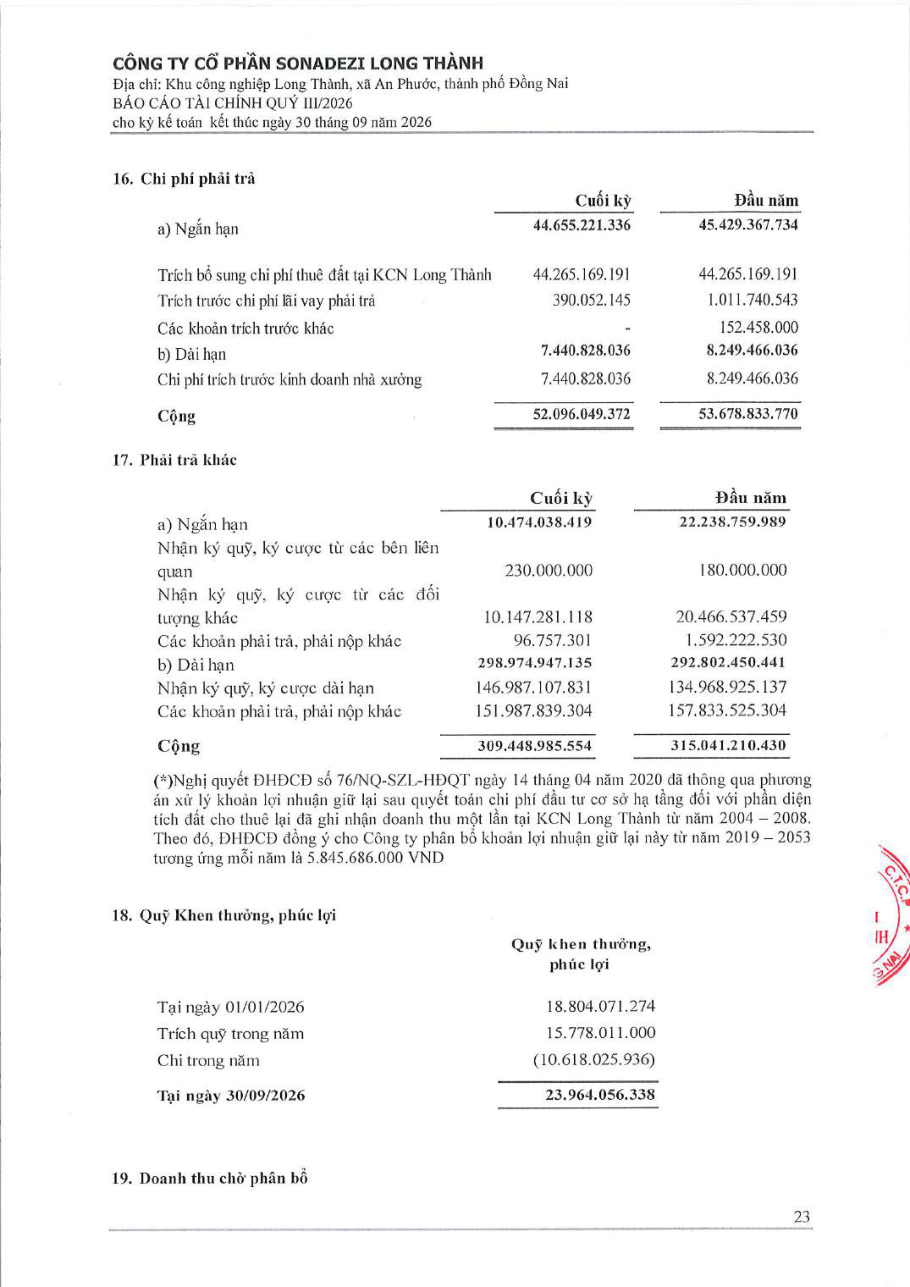 CÔNG TY CỔ PHẦN SONADEZI LONG THÀNH
Địa chỉ: Khu công nghiệp Long Thành, xã An Phước, thành phố Đồng Nai
BÁO CÁO TÀI CHÍNH QUÝ III/2026
cho kỳ kế toán kết thúc ngày 30 tháng 09 năm 2026
16. Chi phí phải trả
Cuối kỳ Đầu năm
a) Ngắn hạn 44.655.221.336 45.429.367.734
Trích bổ sung chi phí thuê đất tại KCN Long Thành 44.265.169.191 44.265.169.191
Trích trước chi phí lãi vay phải trả 390.052.145 1.011.740.543
Các khoản trích trước khác - 152.458.000
b) Dài hạn 7.440.828.036 8.249.466.036
Chi phí trích trước kinh doanh nhà xưởng 7.440.828.036 8.249.466.036
Cộng 52.096.049.372 53.678.833.770
17. Phải trả khác
Cuối kỳ Đầu năm
a) Ngắn hạn 10.474.038.419 22.238.759.989
Nhận ký quỹ, ký cược từ các bên liên
quan 230.000.000 180.000.000
Nhận ký quỹ, ký cược từ các đối
tượng khác 10.147.281.118 20.466.537.459
Các khoản phải trả, phải nộp khác 96.757.301 1.592.222.530
b) Dài hạn 298.974.947.135 292.802.450.441
Nhận ký quỹ, ký cược dài hạn 146.987.107.831 134.968.925.137
Các khoản phải trả, phải nộp khác 151.987.839.304 157.833.525.304
Cộng 309.448.985.554 315.041.210.430
(*)Nghị quyết ĐHĐCĐ số 76/NQ-SZL-HĐQT ngày 14 tháng 04 năm 2020 đã thông qua phương
án xử lý khoản lợi nhuận giữ lại sau quyết toán chi phí đầu tư cơ sở hạ tầng đối với phần diện
tích đất cho thuê lại đã ghi nhận doanh thu một lần tại KCN Long Thành từ năm 2004 – 2008.
Theo đó, ĐHĐCĐ đồng ý cho Công ty phân bổ khoản lợi nhuận giữ lại này từ năm 2019 – 2053
tương ứng mỗi năm là 5.845.686.000 VND
C.T.C.P
18. Quỹ Khen thưởng, phúc lợi
Quỹ khen thưởng,
phúc lợi
Tại ngày 01/01/2026 18.804.071.274
Trích quỹ trong năm 15.778.011.000
Chi trong năm (10.618.025.936)
Tại ngày 30/09/2026 23.964.056.338
19. Doanh thu chờ phân bổ
23